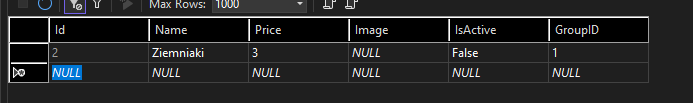 Max Rows: 1000
Id Name Price Image IsActive GroupID
2 Ziemniaki 3 NULL False 1
NULL NULL NULL NULL NULL NULL